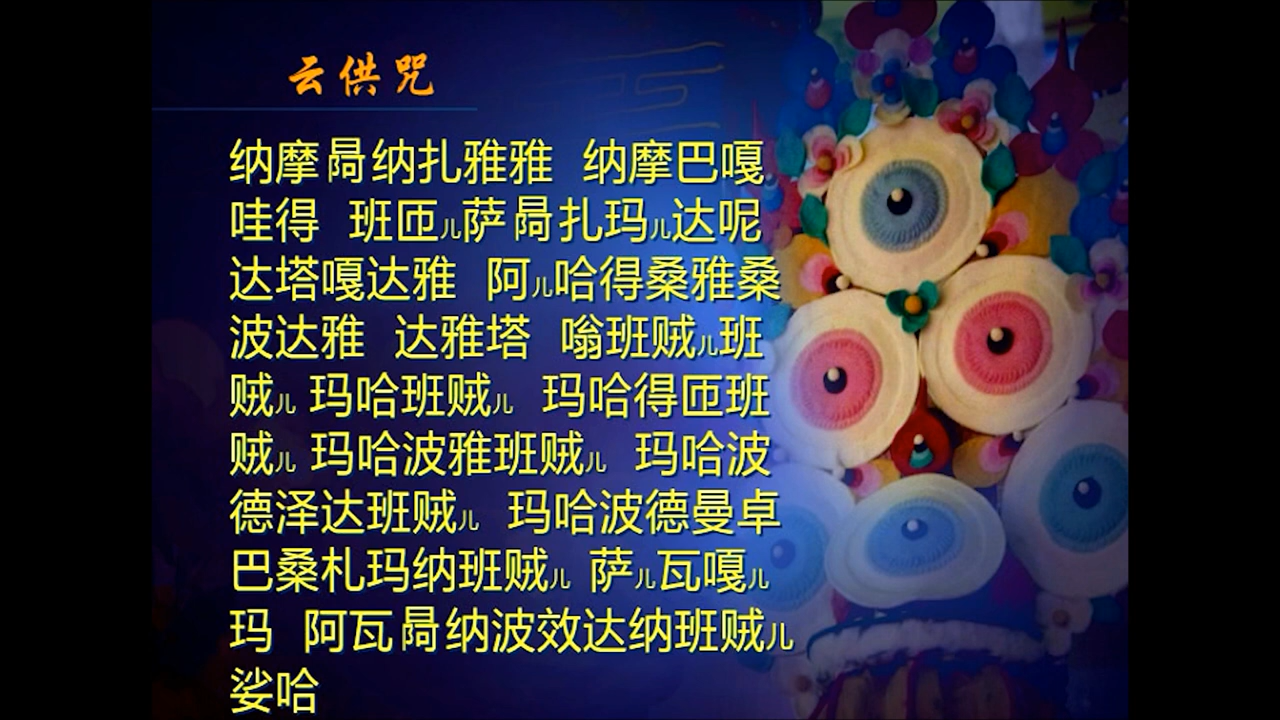 云供咒
纳摩曷纳扎雅雅 纳摩巴嘎
哇得 班匝儿萨曷扎玛儿达呢
达塔嘎达雅 阿儿哈得桑雅桑
波达雅 达雅塔 嗡班贼儿班
贼儿 玛哈班贼儿 玛哈得匝班
贼儿 玛哈波雅班贼儿 玛哈波
德泽达班贼儿 玛哈波德曼卓
巴桑札玛纳班贼儿 萨儿瓦嘎儿
玛 阿瓦曷纳波效达纳班贼儿
娑哈